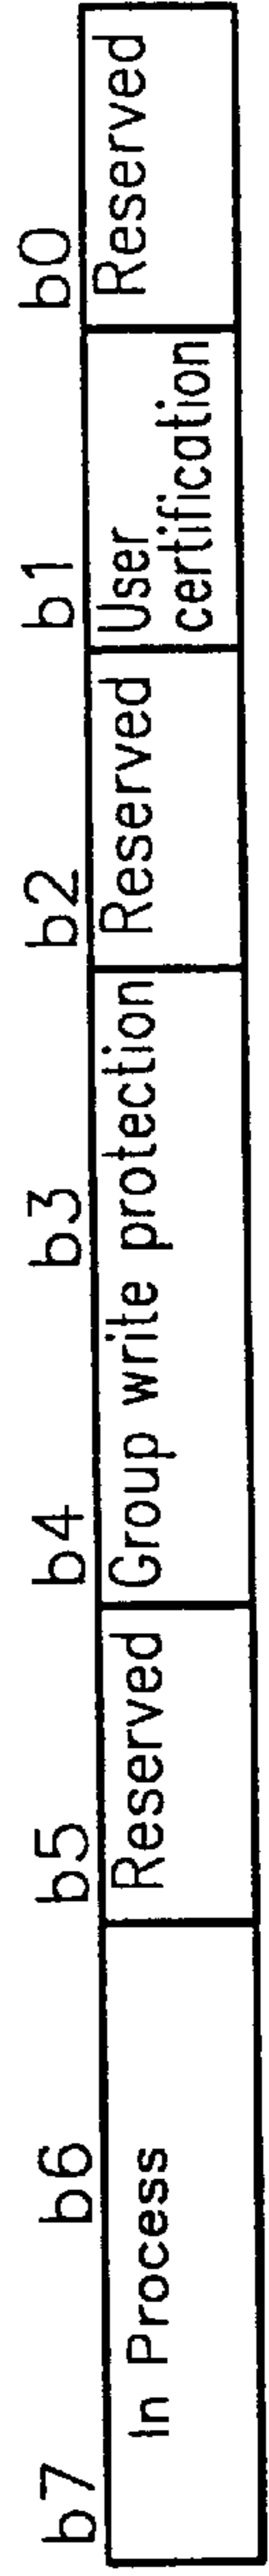 b7 b6 b5 b4 b3 b2 b1 b0
In Process
Reserved
Group write protection
Reserved
User
certification
Reserved